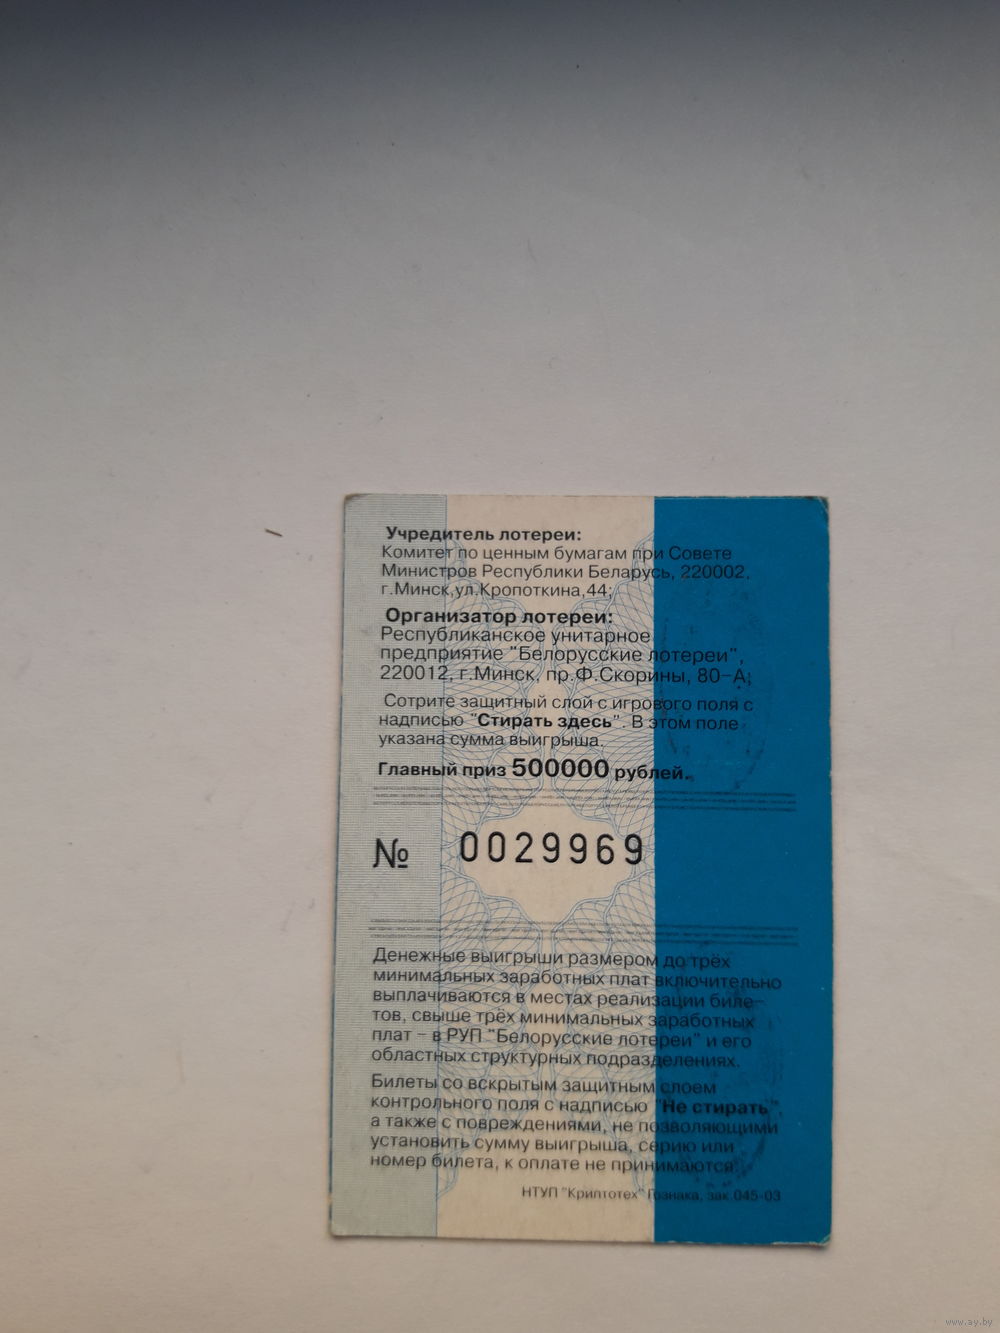 Учредитель лотереи:
Комитет по ценным бумагам при Совете
Министров Республики Беларусь, 220002,
г.Минск,ул.Кропоткина,44;
Организатор лотереи:
Республиканское унитарное
предприятие "Белорусские лотереи",
220012, г.Минск, пр.Ф.Скорины, 80-А;
Сотрите защитный слой с игрового поля с
надписью "Стирать здесь". В этом поле
указана сумма выигрыша.
Главный приз 500000 рублей.
№ 0029969
Денежные выигрыши размером до трёх
минимальных заработных плат включительно
выплачиваются в местах реализации биле-
тов, свыше трёх минимальных заработных
плат - в РУП "Белорусские лотереи" и его
областных структурных подразделениях.
Билеты со вскрытым защитным слоем
контрольного поля с надписью "Не стирать",
а также с повреждениями, не позволяющими
установить сумму выигрыша, серию или
номер билета, к оплате не принимаются.
НТУП "Криптотех" Гознака, зак.045-03
www.ay.by